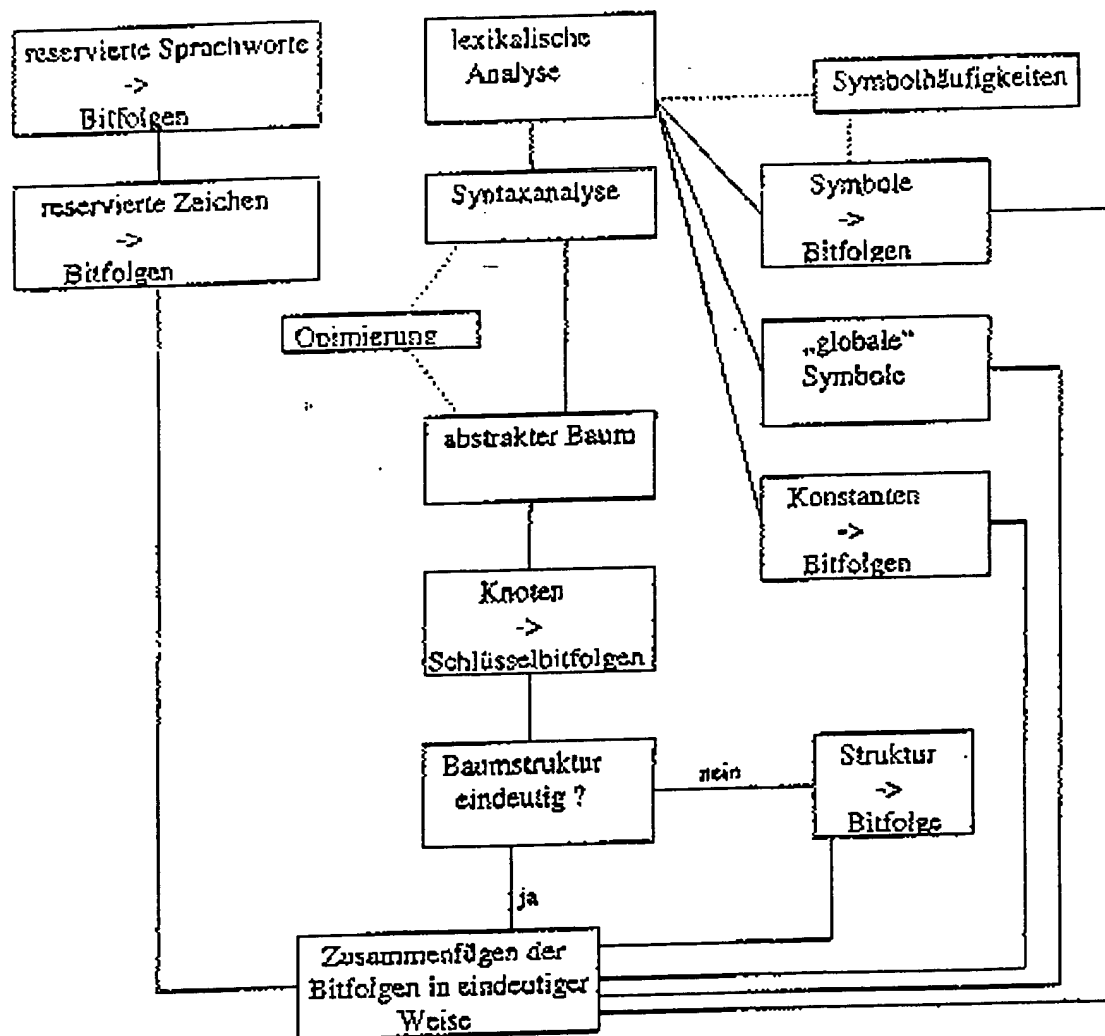 reservierte Sprachworte
->
Bitfolgen
lexikalische
Analyse
Symbolhäufigkeiten
reservierte Zeichen
->
Bitfolgen
Syntaxanalyse
Symbole
->
Bitfolgen
Opimierung
„globale“
Symbole
abstrakter Baum
Konstanten
->
Bitfolgen
Knoten
->
Schlüsselbitfolgen
Baumstruktur
eindeutig ?
nein
Struktur
->
Bitfolge
ja
Zusammenfügen der
Bitfolgen in eindeutiger
Weise